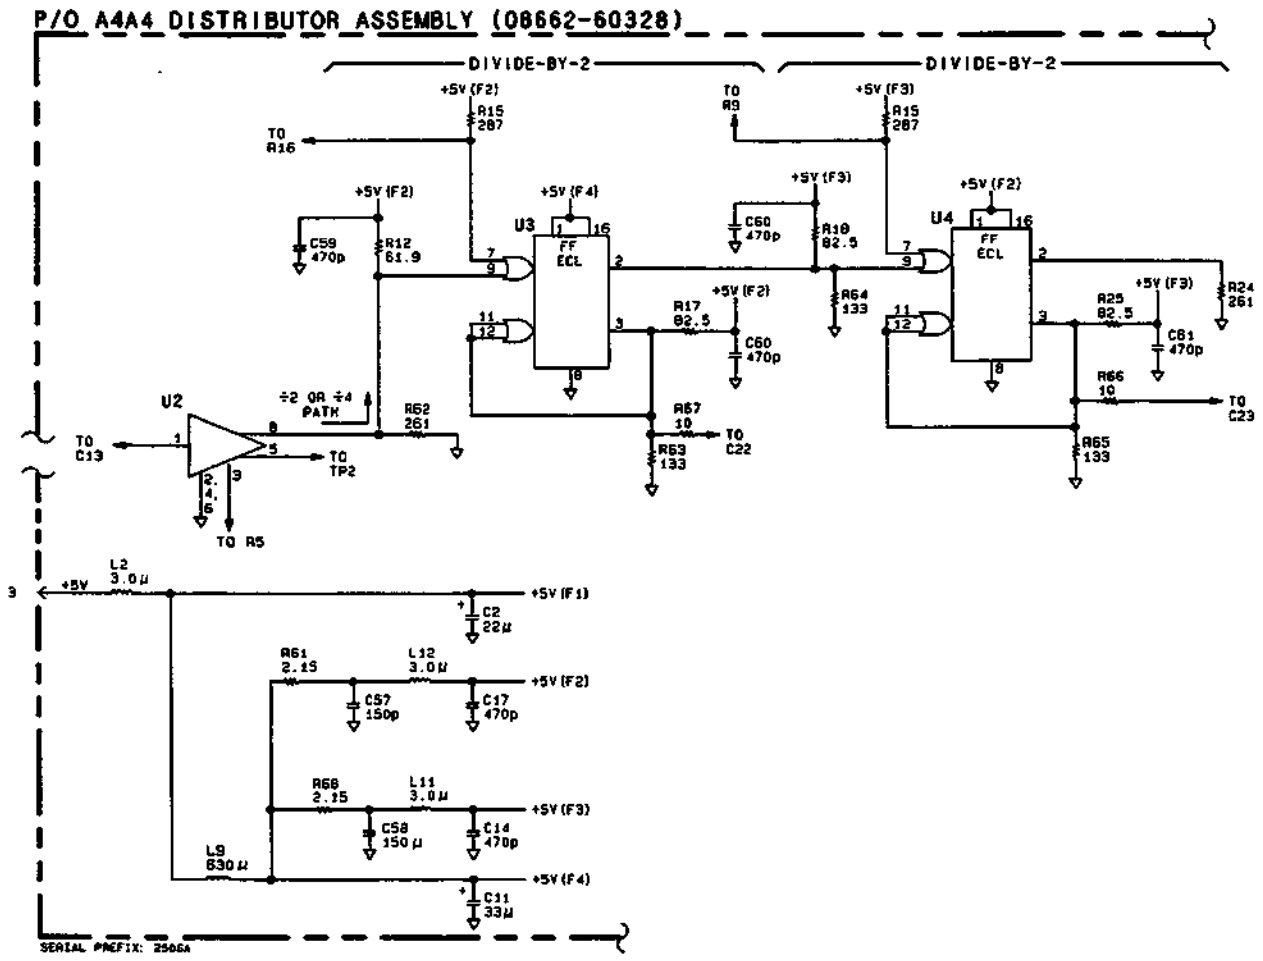 P/O A4A4 DISTRIBUTOR ASSEMBLY (08662-60328)
DIVIDE-BY-2
DIVIDE-BY-2
+5V(F2)
R15
287
TO
R16
TO
R9
+5V(F3)
R15
287
+5V(F2)
C59
470p
R12
61.9
+5V(F4)
U3
1
16
FF
ECL
7
9
2
11
12
3
8
+5V(F3)
C60
470p
R18
82.5
R64
133
+5V(F2)
R17
82.5
C60
470p
+5V(F2)
U4
1
16
FF
ECL
7
9
2
11
12
3
8
R24
261
+5V(F3)
R25
82.5
C61
470p
R66
10
TO
C23
R65
133
R67
10
TO
C22
R63
133
÷2 OR ÷4
PATH
R62
261
U2
TO
C13
1
8
5
TO
TP2
2,
4,
6
3
TO R5
3
+5V
L2
3.0µ
+5V(F1)
+
C2
22µ
R61
2.15
L12
3.0µ
+5V(F2)
C57
150p
C17
470p
R68
2.15
L11
3.0µ
+5V(F3)
C58
150µ
C14
470p
L9
630µ
+5V(F4)
+
C11
33µ
SERIAL PREFIX: 2506A